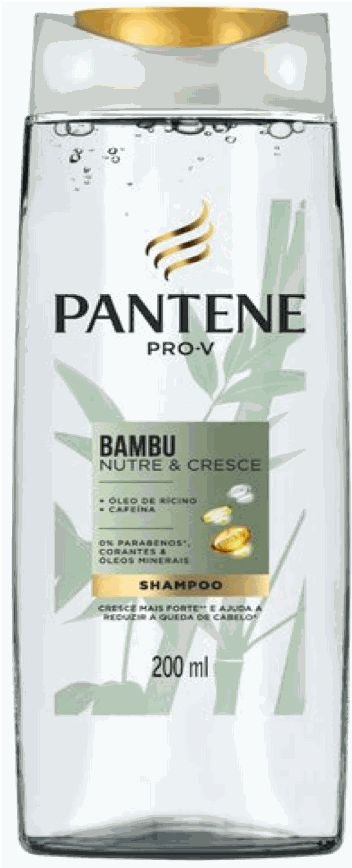 PANTENE
PRO-V
BAMBU
NUTRE & CRESCE
• ÓLEO DE RÍCINO
• CAFEÍNA
0% PARABENOS*,
CORANTES &
ÓLEOS MINERAIS
SHAMPOO
CRESCE MAIS FORTE** E AJUDA A
REDUZIR A QUEDA DE CABELO*
200 ml